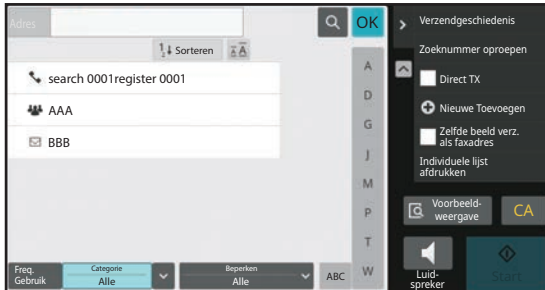 Adres
OK
Sorteren
search 0001register 0001
AAA
BBB
A
D
G
J
M
P
T
W
Freq.
Gebruik
Categorie
Alle
Beperken
Alle
ABC
Verzendgeschiedenis
Zoeknummer oproepen
Direct TX
Nieuwe Toevoegen
Zelfde beeld verz.
als faxadres
Individuele lijst
afdrukken
Voorbeeld-
weergave
CA
Luid-
spreker
Start